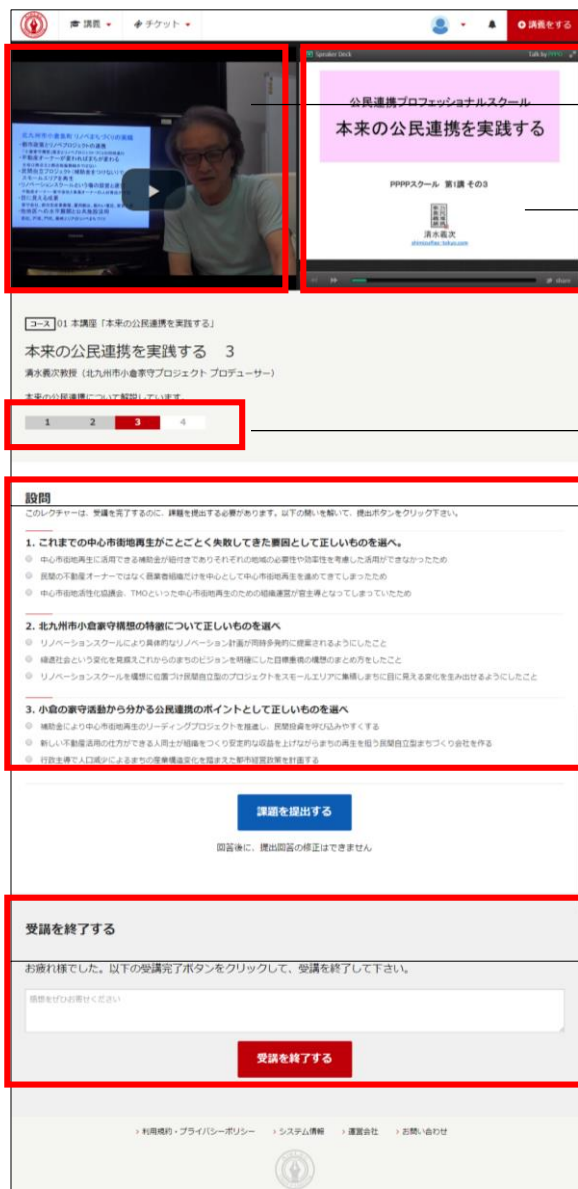 講義
チケット
講義をする
北九州市小倉家守 リノベまちづくりの実践
Speaker Deck
公民連携プロフェッショナルスクール
本来の公民連携を実践する
PPPPスクール 第1講 その3
清水義次
share
コース 01 本講座「本来の公民連携を実践する」
本来の公民連携を実践する 3
清水義次教授（北九州市小倉家守プロジェクト プロデューサー）
本来の公民連携について解説しています。
1 2 3 4
設問
このレクチャーは、受講を完了するのに、課題を提出する必要があります。以下の問いを解いて、提出ボタンをクリック下さい。
1. これまでの中心市街地再生がことごとく失敗してきた要因として正しいものを選べ。
中心市街地再生に活用できる補助金が紐付きでありそれぞれの地域の必要性や効率性を考慮した活用ができなかったため
民間の不動産オーナーではなく商業者組織だけを中心として中心市街地再生を進めてきてしまったため
中心市街地活性化協議会、TMOといった中心市街地再生のための組織運営が官主導となってしまっていたため
2. 北九州市小倉家守構想の特徴について正しいものを選べ
リノベーションスクールにより具体的なリノベーション計画が同時多発的に提案されるようにしたこと
縮退社会という変化を見据えこれからのまちのビジョンを明確にした目標重視の構想のまとめ方をしたこと
リノベーションスクールを構想に位置づけ民間自立型のプロジェクトをスモールエリアに集積しまちに目に見える変化を生み出せるようにしたこと
3. 小倉の家守活動から分かる公民連携のポイントとして正しいものを選べ
補助金により中心市街地再生のリーディングプロジェクトを推進し、民間投資を呼び込みやすくする
新しい不動産活用の仕方ができる人同士が組織をつくり安定的な収益を上げながらまちの再生を担う民間自立型まちづくり会社を作る
行政主導で人口減少によるまちの産業構造変化を踏まえた都市経営政策を計画する
課題を提出する
回答後に、提出回答の修正はできません
受講を終了する
お疲れ様でした。以下の受講完了ボタンをクリックして、受講を終了して下さい。
感想をぜひお寄せください
受講を終了する
利用規約・プライバシーポリシー システム情報 運営会社 お問い合わせ